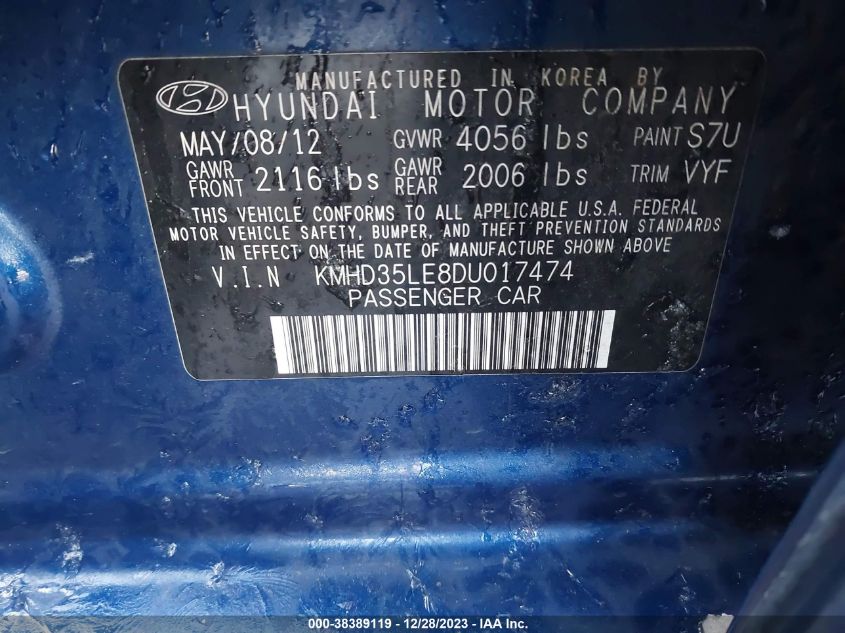 MANUFACTURED IN KOREA BY
HYUNDAI MOTOR COMPANY
MAY/08/12 GVWR 4056 lbs PAINT S7U
GAWR FRONT 2116 lbs GAWR REAR 2006 lbs TRIM VYF
THIS VEHICLE CONFORMS TO ALL APPLICABLE U.S.A. FEDERAL
MOTOR VEHICLE SAFETY, BUMPER, AND THEFT PREVENTION STANDARDS
IN EFFECT ON THE DATE OF MANUFACTURE SHOWN ABOVE
V.I.N KMHD35LE8DU017474
PASSENGER CAR
000-38389119 - 12/28/2023 - IAAI